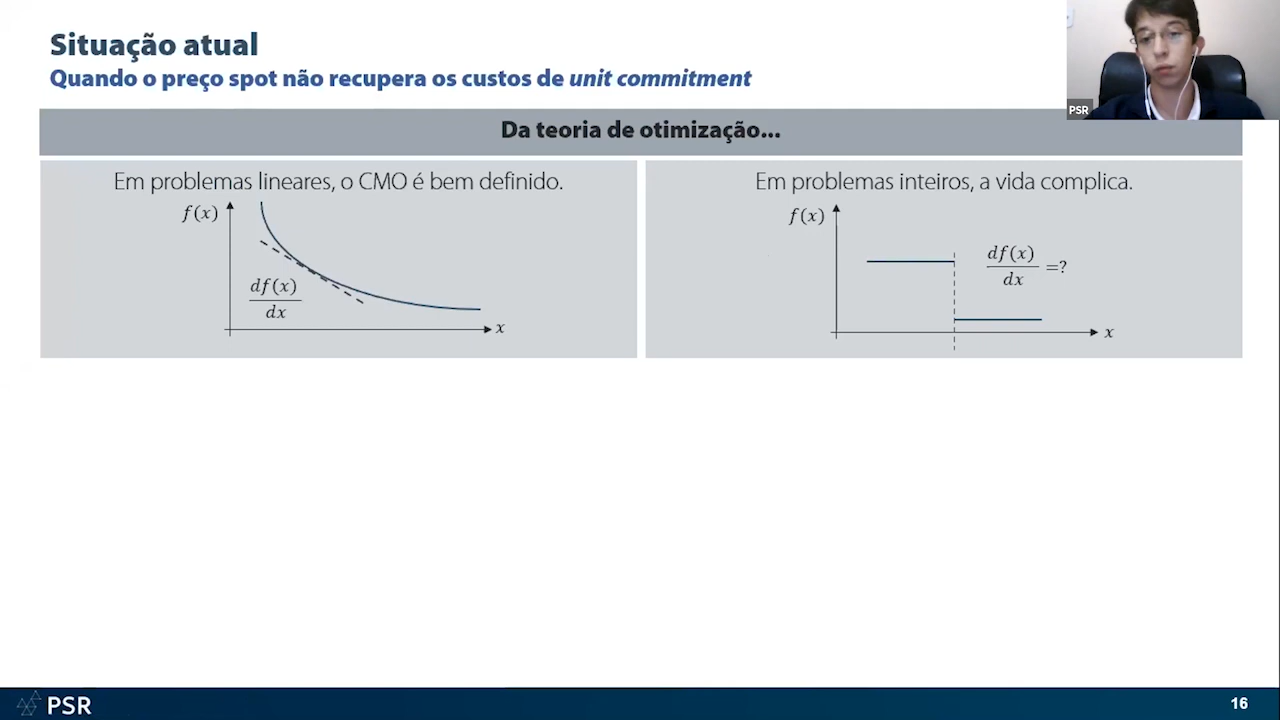 Situação atual
Quando o preço spot não recupera os custos de unit commitment
PSR
Da teoria de otimização...
Em problemas lineares, o CMO é bem definido.
f(x)
df(x)
dx
x
Em problemas inteiros, a vida complica.
f(x)
df(x)
dx
=?
x
PSR
16